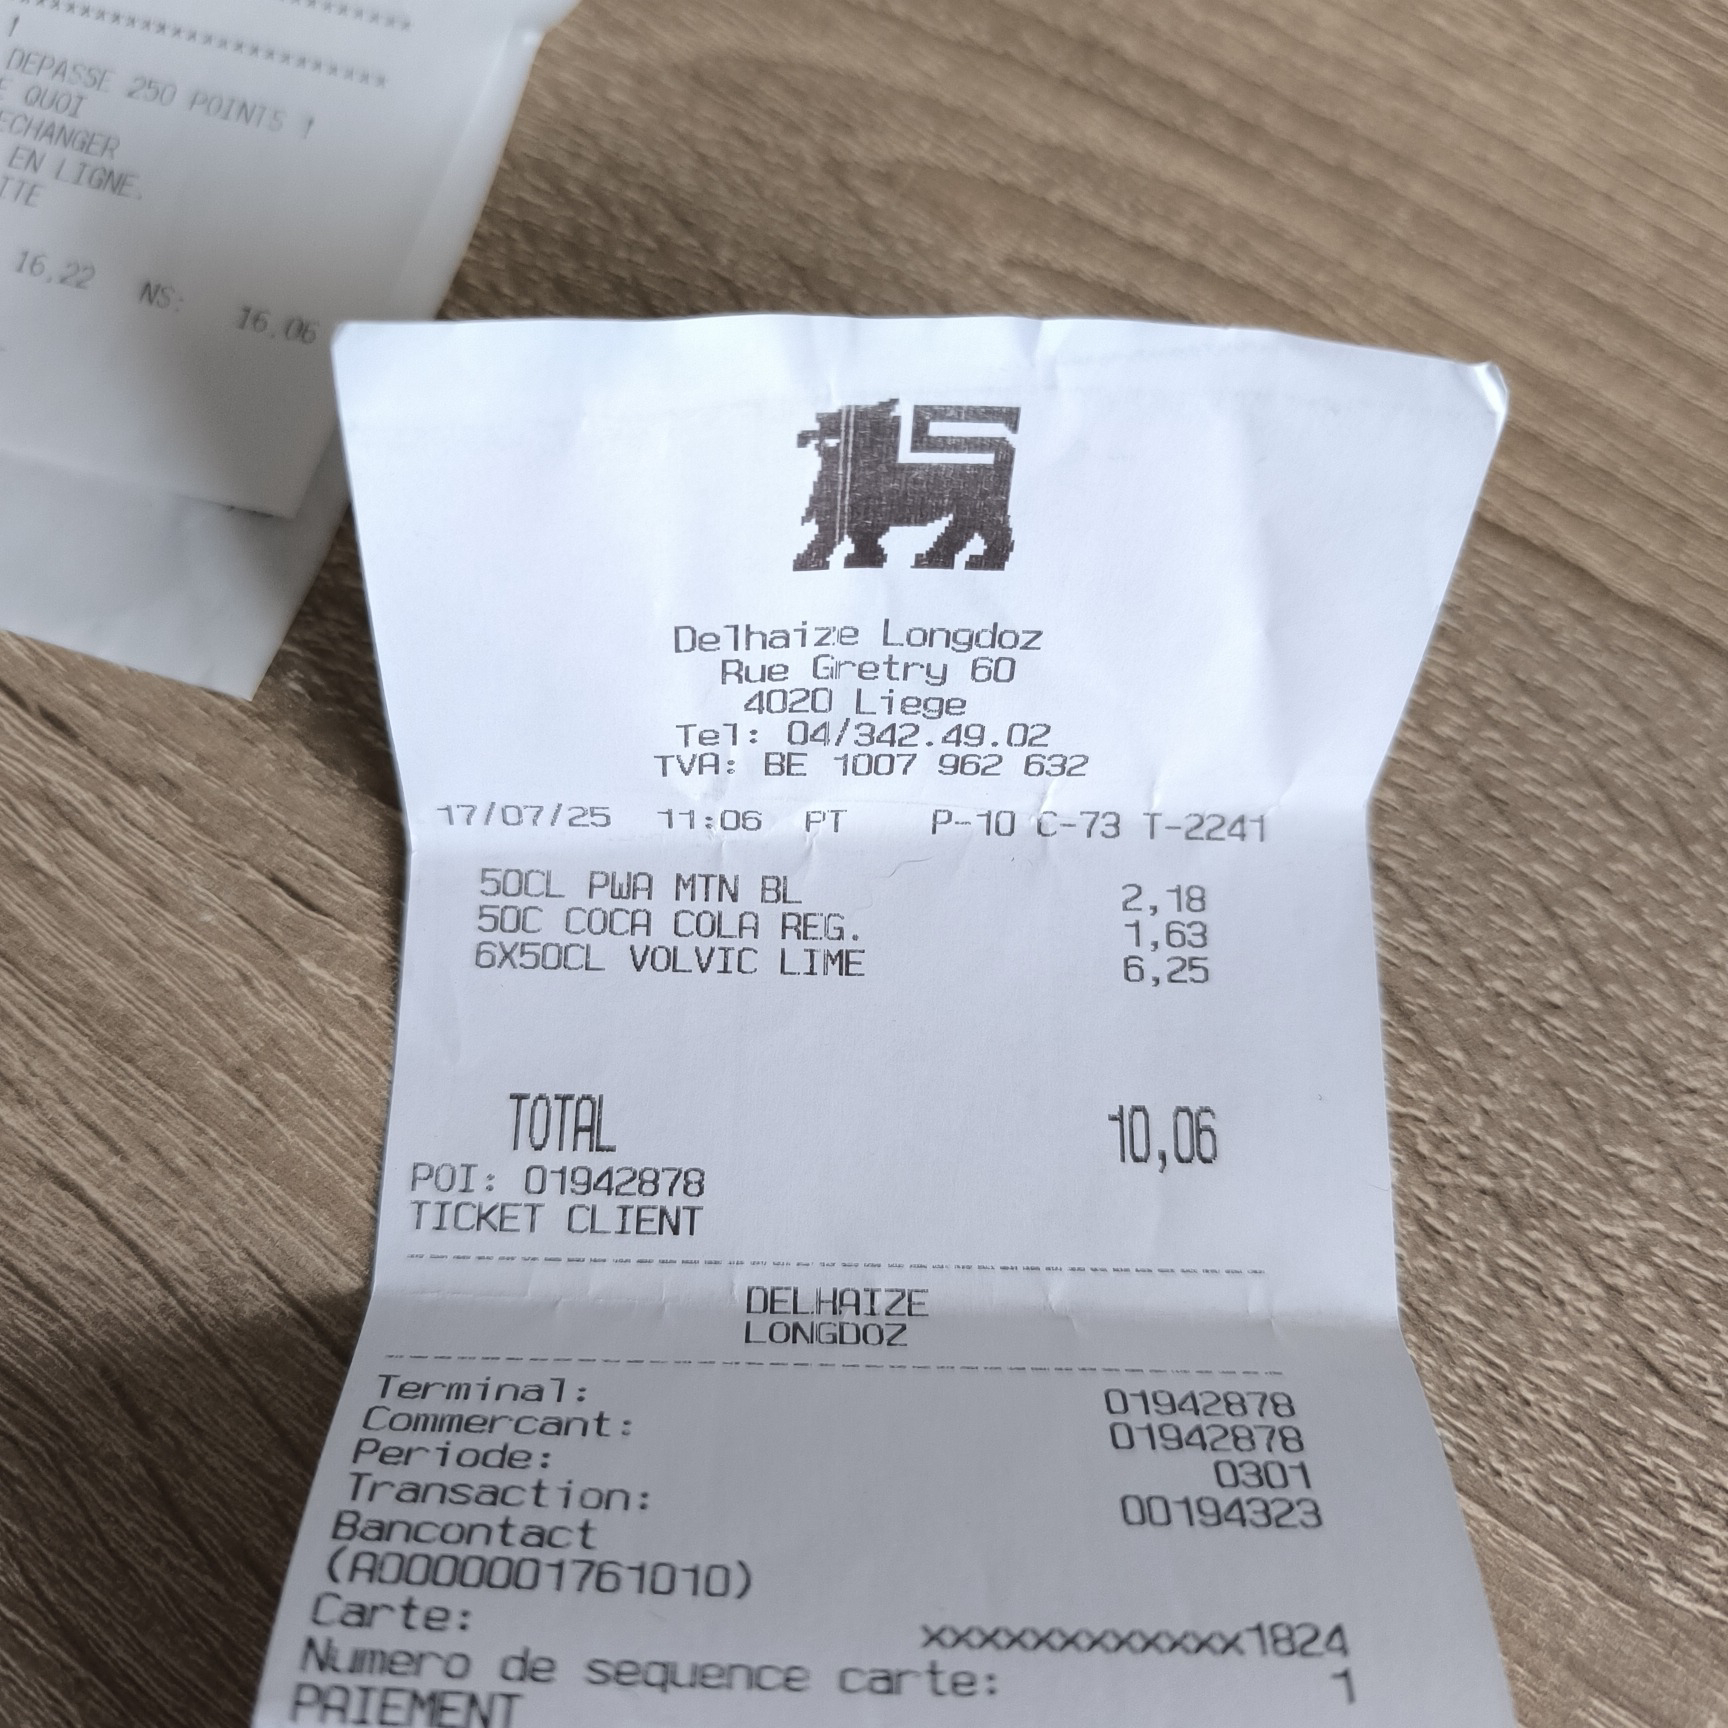 !
DEPASSE 250 POINTS !
QUOI
ECHANGER
EN LIGNE.
16,22 NS: 16,06
Delhaize Longdoz
Rue Gretry 60
4020 Liege
Tel: 04/342.49.02
TVA: BE 1007 962 632
17/07/25 11:06 PT P-10 C-73 T-2241
50CL PWA MTN BL 2,18
50C COCA COLA REG. 1,63
6X50CL VOLVIC LIME 6,25
TOTAL 10,06
POI: 01942878
TICKET CLIENT
DELHAIZE
LONGDOZ
Terminal: 01942878
Commercant: 01942878
Periode: 0301
Transaction: 00194323
Bancontact
(A0000001761010)
Carte: xxxxxxxxxxxxx1824
Numero de sequence carte: 1
PAIEMENT